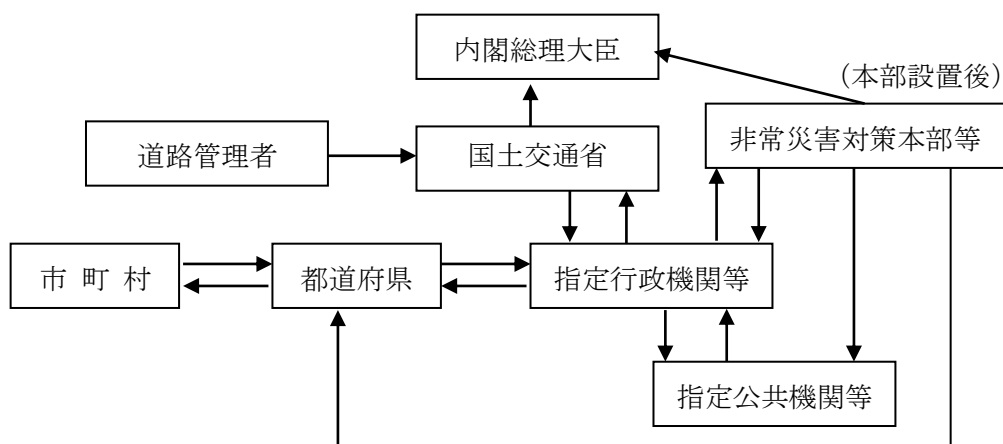 内閣総理大臣
（本部設置後）
非常災害対策本部等
道路管理者
国土交通省
市町村
都道府県
指定行政機関等
指定公共機関等